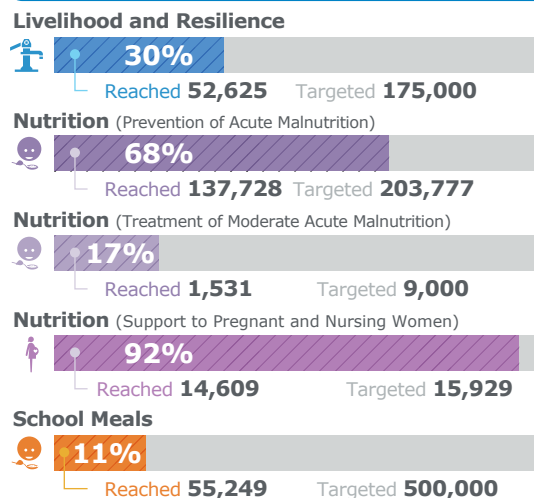 Livelihood and Resilience
30%
Reached 52,625 Targeted 175,000
Nutrition (Prevention of Acute Malnutrition)
68%
Reached 137,728 Targeted 203,777
Nutrition (Treatment of Moderate Acute Malnutrition)
17%
Reached 1,531 Targeted 9,000
Nutrition (Support to Pregnant and Nursing Women)
92%
Reached 14,609 Targeted 15,929
School Meals
11%
Reached 55,249 Targeted 500,000